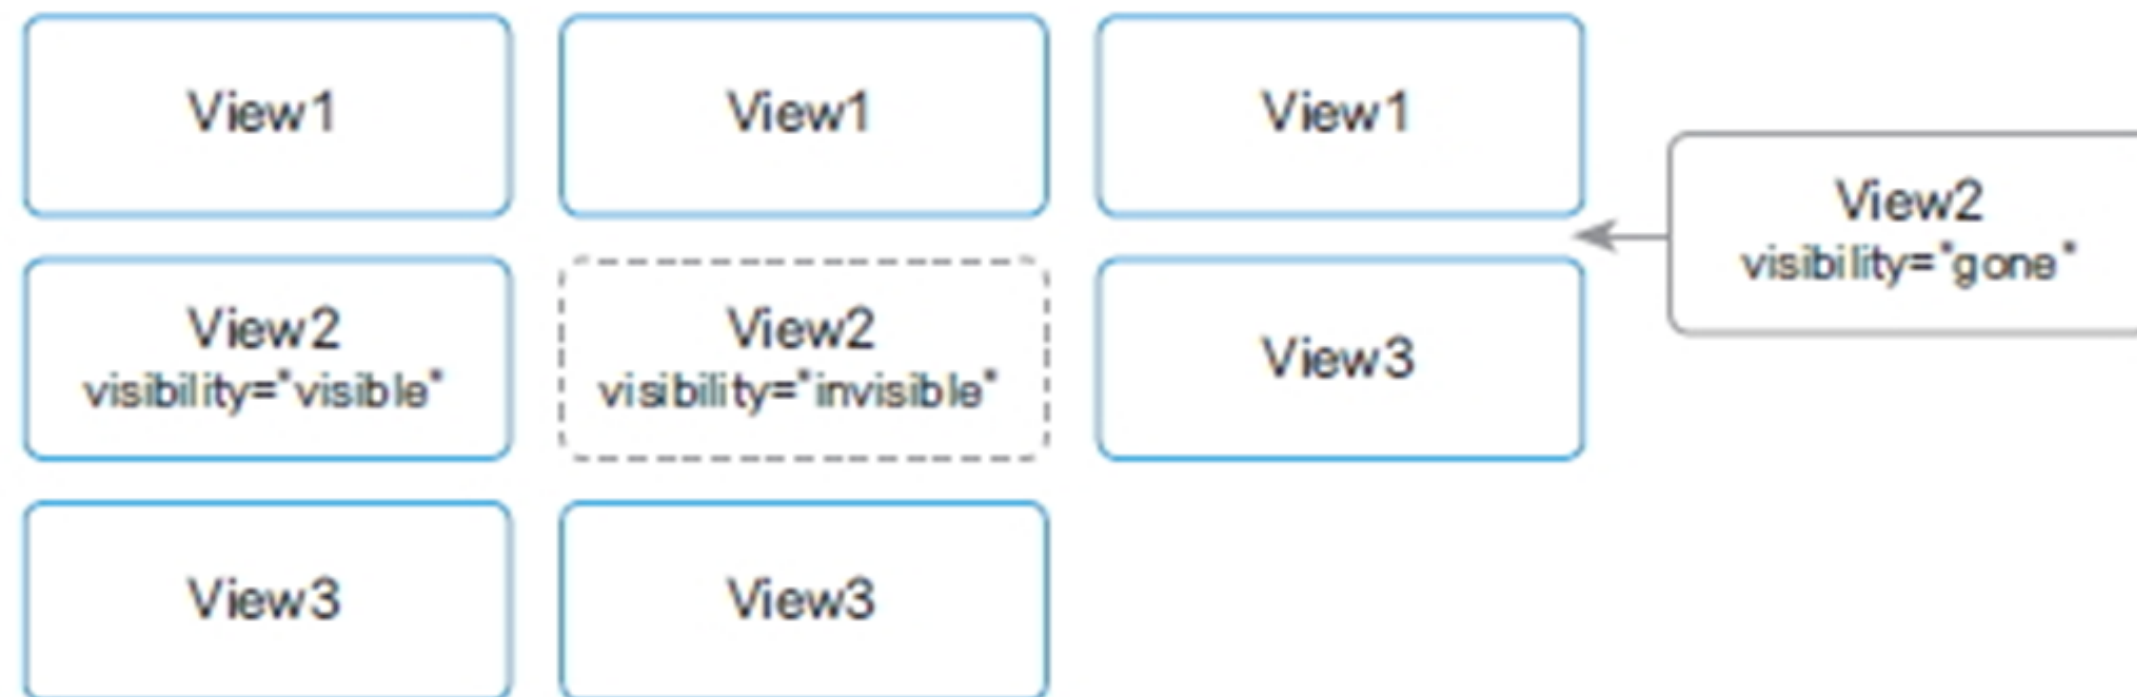 View1
View1
View1
View2
visibility="gone"
View2
visibility="visible"
View2
visibility="invisible"
View3
View3
View3